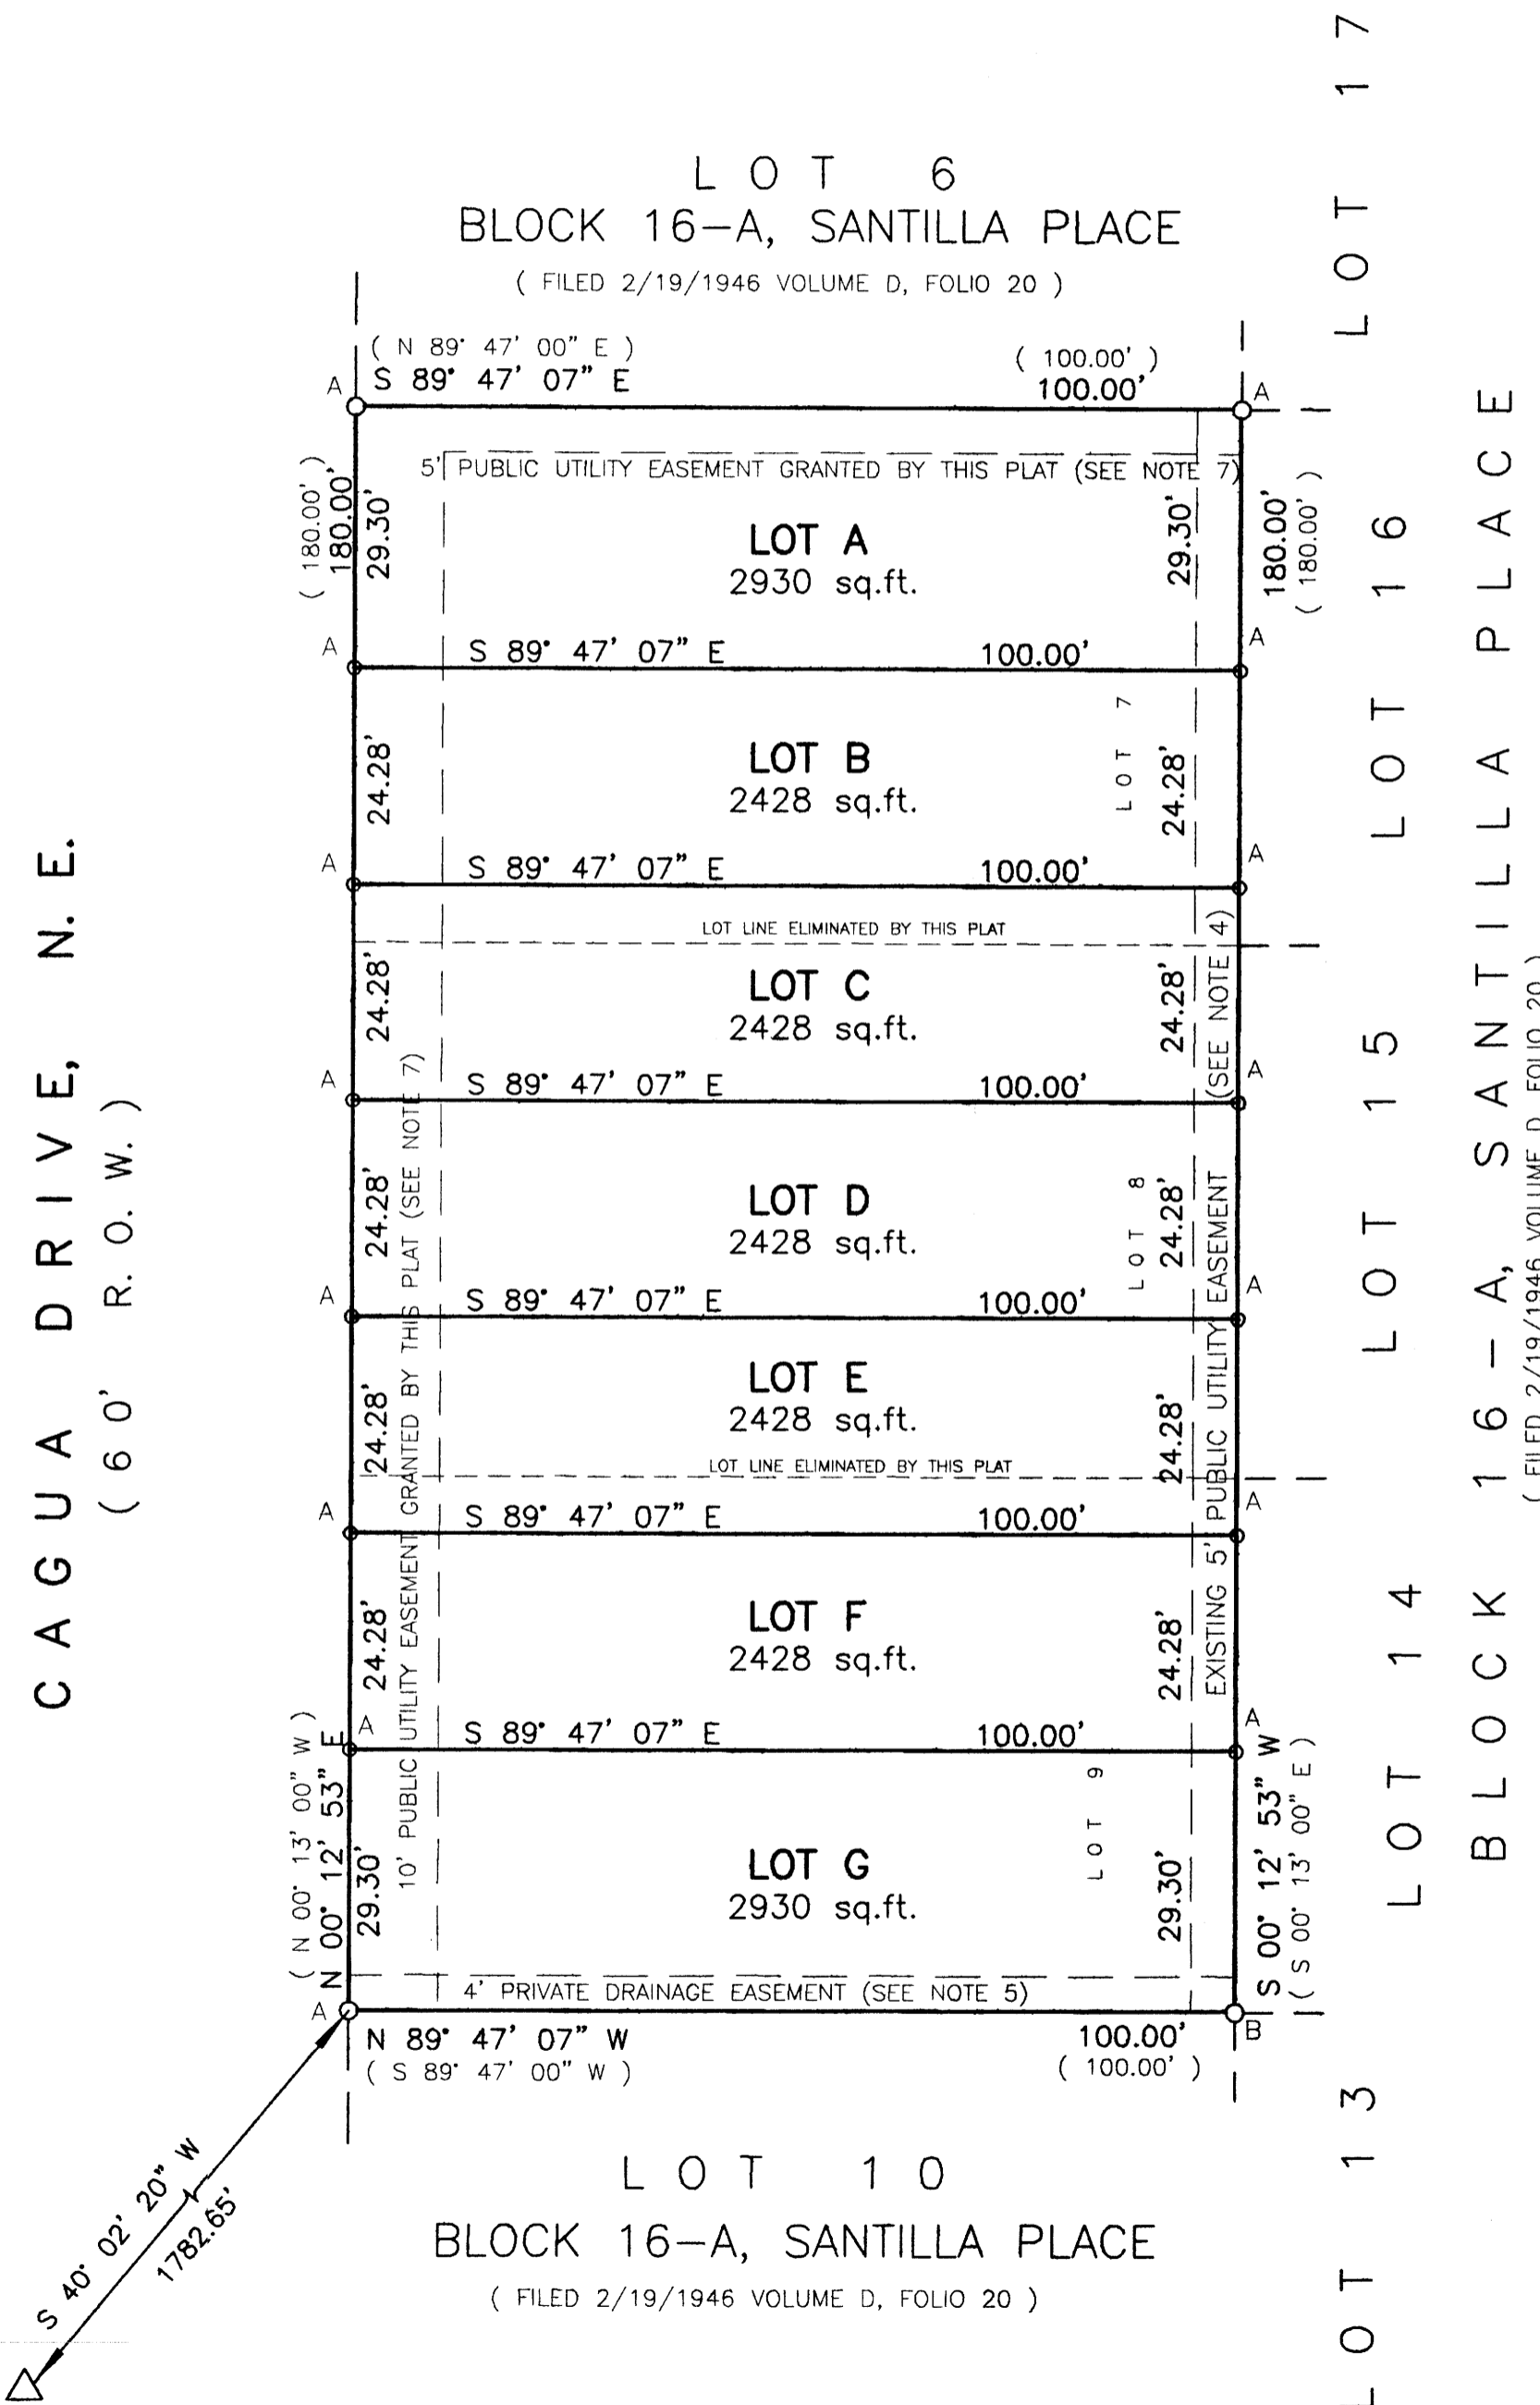 LOT 6
BLOCK 16-A, SANTILLA PLACE
( FILED 2/19/1946 VOLUME D, FOLIO 20 )
( N 89° 47' 00" E )
( 100.00' )
A
S 89° 47' 07" E
100.00'
A
5' PUBLIC UTILITY EASEMENT GRANTED BY THIS PLAT (SEE NOTE 7)
( 180.00' )
180.00'
29.30'
LOT A
2930 sq.ft.
29.30'
180.00'
( 180.00' )
A
S 89° 47' 07" E
100.00'
A
24.28'
LOT B
2428 sq.ft.
LOT 7
24.28'
A
S 89° 47' 07" E
100.00'
A
LOT LINE ELIMINATED BY THIS PLAT
24.28'
LOT C
2428 sq.ft.
24.28'
A
S 89° 47' 07" E
100.00'
A
24.28'
LOT D
2428 sq.ft.
LOT 8
24.28'
A
S 89° 47' 07" E
100.00'
A
24.28'
LOT E
2428 sq.ft.
24.28'
LOT LINE ELIMINATED BY THIS PLAT
A
S 89° 47' 07" E
100.00'
A
24.28'
LOT F
2428 sq.ft.
24.28'
A
S 89° 47' 07" E
100.00'
A
29.30'
LOT G
2930 sq.ft.
LOT 9
29.30'
4' PRIVATE DRAINAGE EASEMENT (SEE NOTE 5)
A
N 89° 47' 07" W
100.00'
B
( S 89° 47' 00" W )
( 100.00' )
10' PUBLIC UTILITY EASEMENT GRANTED BY THIS PLAT (SEE NOTE 7)
EXISTING 5' PUBLIC UTILITY EASEMENT (SEE NOTE 4)
( N 00° 13' 00" W )
N 00° 12' 53" E
S 00° 12' 53" W
( S 00° 13' 00" E )
CAGUA DRIVE, N.E.
( 60' R.O.W. )
S 40° 02' 20" W
1782.65'
LOT 10
BLOCK 16-A, SANTILLA PLACE
( FILED 2/19/1946 VOLUME D, FOLIO 20 )
LOT 17
LOT 16
LOT 15
LOT 14
LOT 13
BLOCK 16-A, SANTILLA PLACE
( FILED 2/19/1946 VOLUME D, FOLIO 20 )